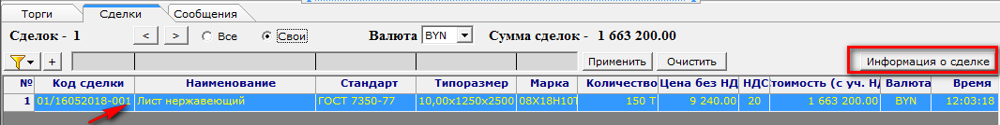 Торги Сделки Сообщения
Сделок - 1 < > Все Свои Валюта BYN Сумма сделок - 1 663 200.00
+ Применить Очистить Информация о сделке
№ Код сделки Наименование Стандарт Типоразмер Марка Количество Цена без НД НДС тоимость (с уч. НД Валюта Время
1 01/16052018-001 Лист нержавеющий ГОСТ 7350-77 10,00х1250х2500 08Х18Н10Т 150 Т 9 240.00 20 1 663 200.00 BYN 12:03:18